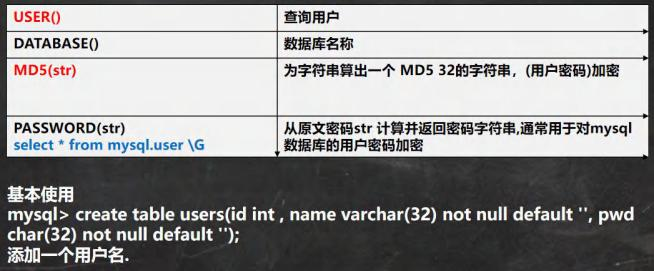 USER() 查询用户
DATABASE() 数据库名称
MD5(str) 为字符串算出一个 MD5 32的字符串，(用户密码)加密
PASSWORD(str) 从原文密码str 计算并返回密码字符串,通常用于对mysql
select * from mysql.user \G 数据库的用户密码加密
基本使用
mysql> create table users(id int , name varchar(32) not null default '', pwd
char(32) not null default '');
添加一个用户名.